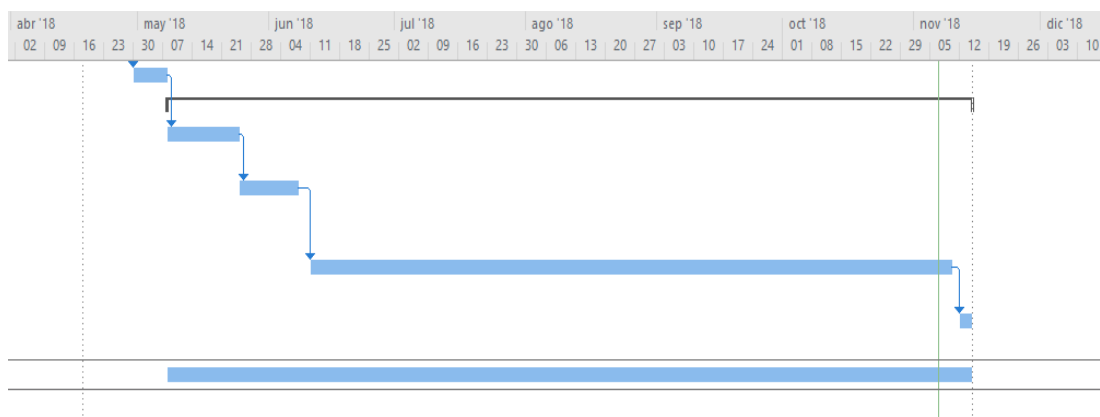 abr '18 may '18 jun '18 jul '18 ago '18 sep '18 oct '18 nov '18 dic '18
02 09 16 23 30 07 14 21 28 04 11 18 25 02 09 16 23 30 06 13 20 27 03 10 17 24 01 08 15 22 29 05 12 19 26 03 10